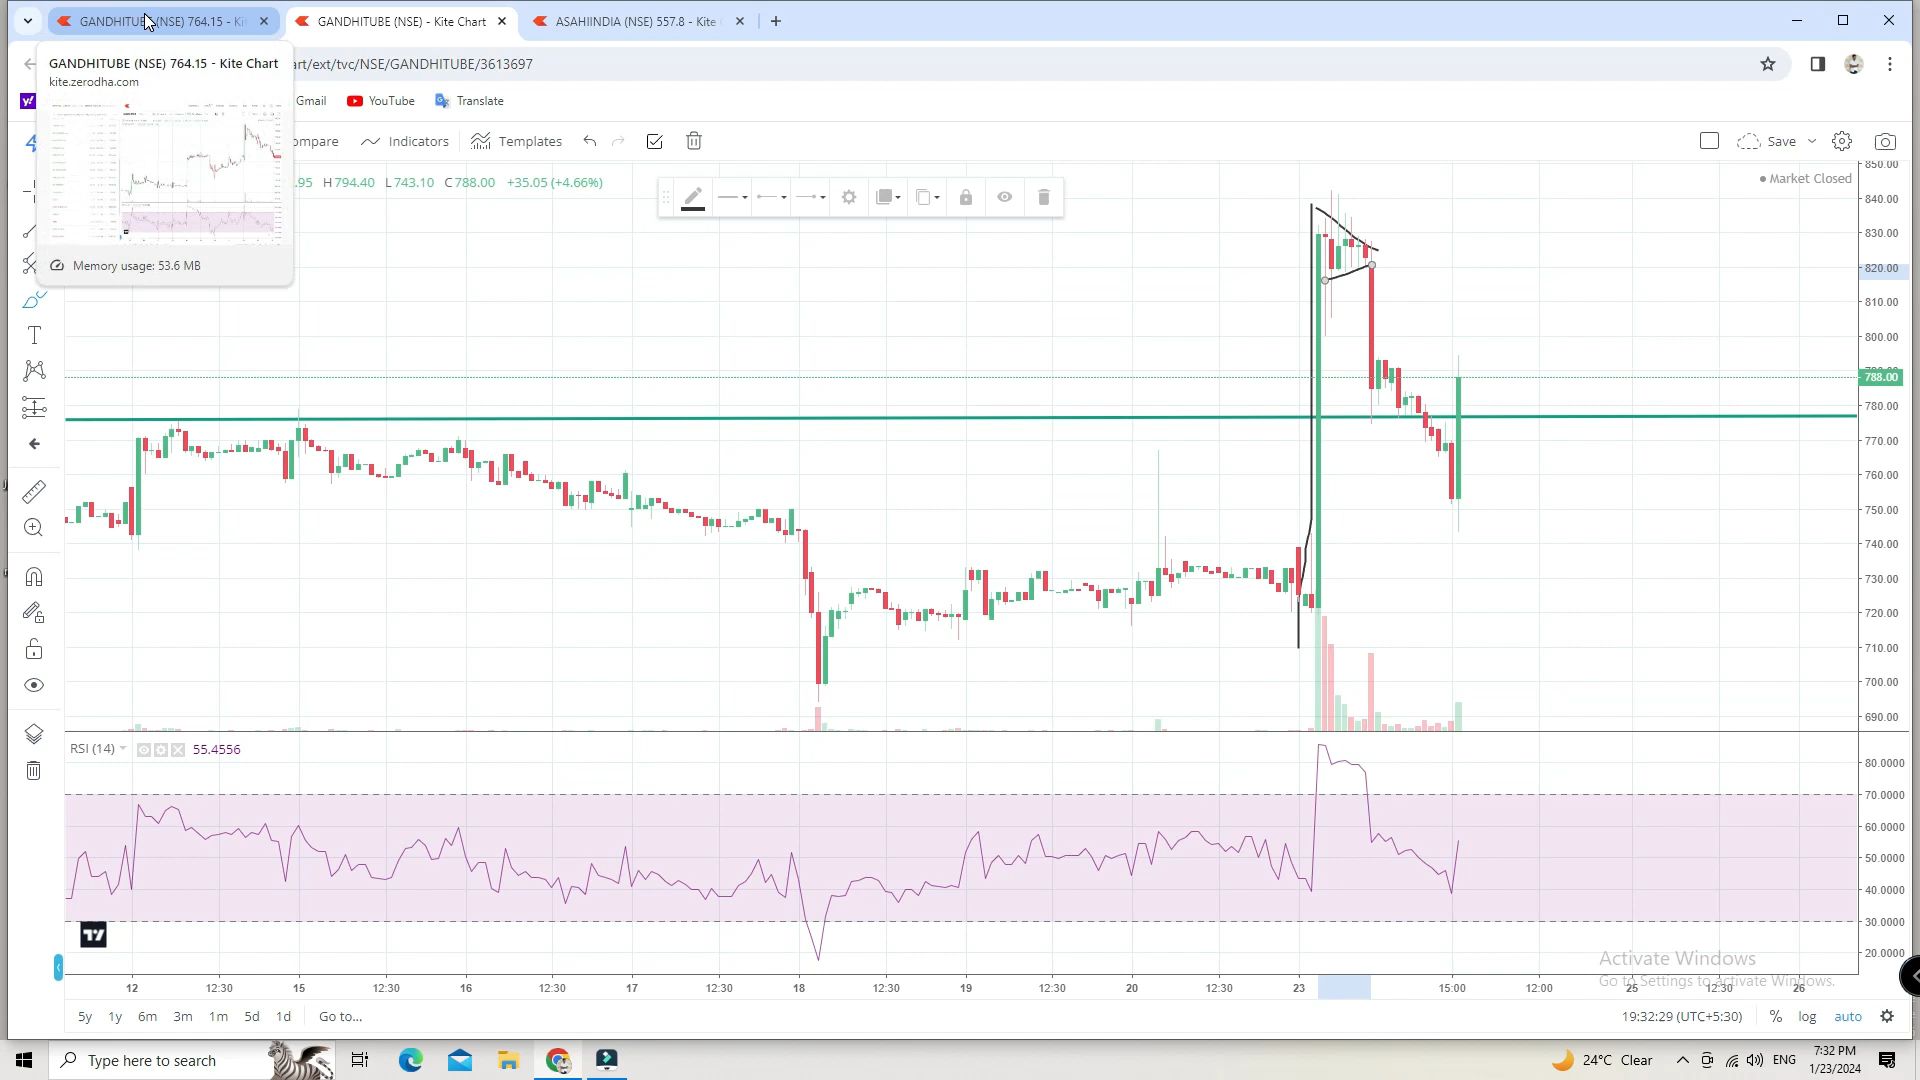 GANDHITUBE (NSE) 764.15 - Ki
GANDHITUBE (NSE) - Kite Chart
ASAHIINDIA (NSE) 557.8 - Kite
GANDHITUBE (NSE) 764.15 - Kite Chart
kite.zerodha.com
Memory usage: 53.6 MB
art/ext/tvc/NSE/GANDHITUBE/3613697
Gmail
YouTube
Translate
ompare
Indicators
Templates
Save
.95 H794.40 L743.10 C788.00 +35.05 (+4.66%)
Market Closed
850.00
840.00
830.00
820.00
810.00
800.00
788.00
780.00
770.00
760.00
750.00
740.00
730.00
720.00
710.00
700.00
690.00
RSI (14) 55.4556
80.0000
70.0000
60.0000
50.0000
40.0000
30.0000
20.0000
Activate Windows
Go to Settings to activate Windows.
12 12:30 15 12:30 16 12:30 17 12:30 18 12:30 19 12:30 20 12:30 23 15:00 12:00 25 12:30 26
5y 1y 6m 3m 1m 5d 1d Go to...
19:32:29 (UTC+5:30) % log auto
Type here to search
24°C Clear
ENG
7:32 PM
1/23/2024